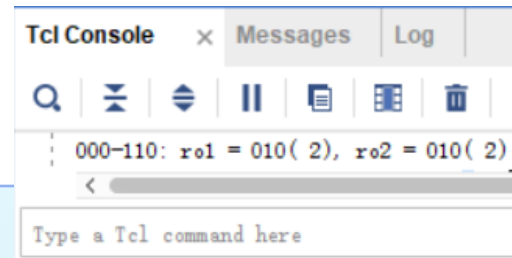 Tcl Console × Messages Log
000-110: ro1 = 010( 2), ro2 = 010( 2)
Type a Tcl command here